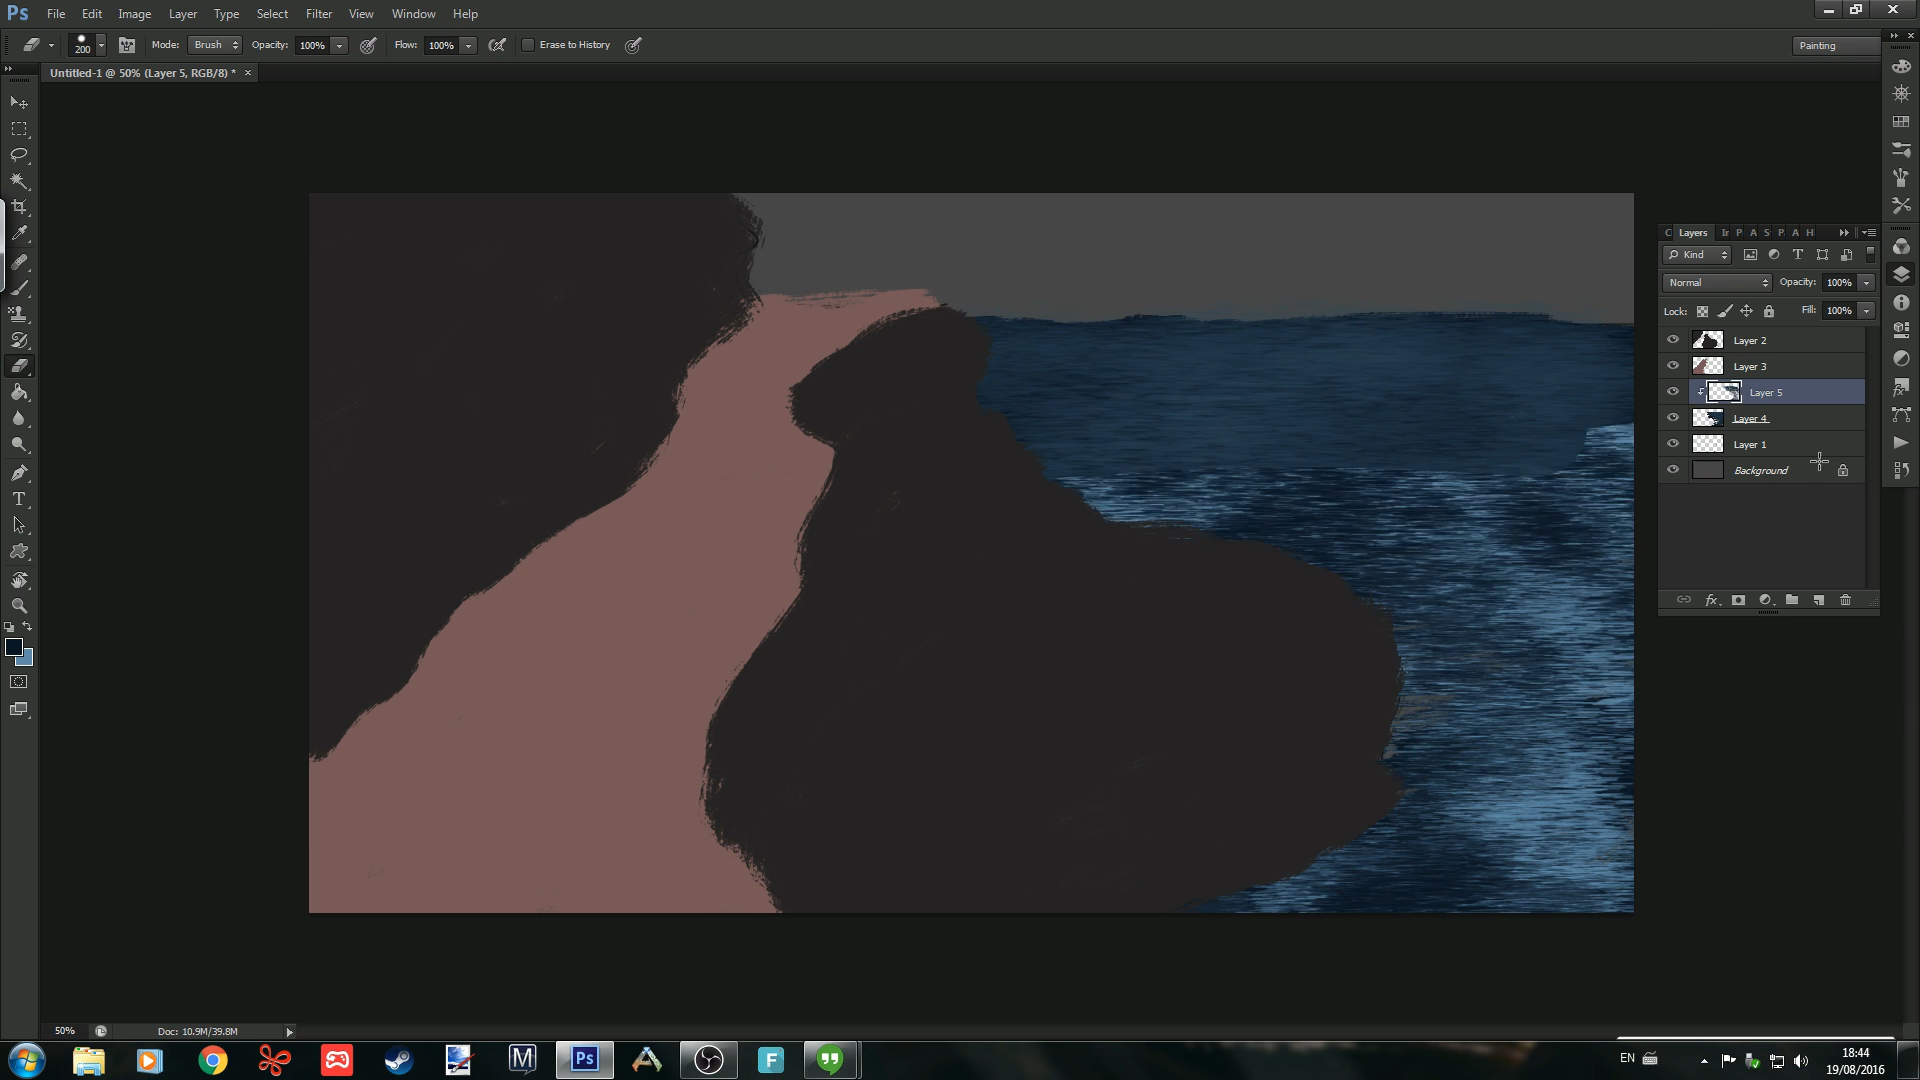 Ps File Edit Image Layer Type Select Filter View Window Help
200 Mode: Brush Opacity: 100% Flow: 100% Erase to History Painting
Untitled-1 @ 50% (Layer 5, RGB/8) * ×
C Layers Ir P A S P A H
Kind
Normal Opacity: 100%
Lock: Fill: 100%
Layer 2
Layer 3
Layer 5
Layer 4
Layer 1
Background
fx
50% Doc: 10.9M/39.8M
M Ps F EN 18:44
19/08/2016